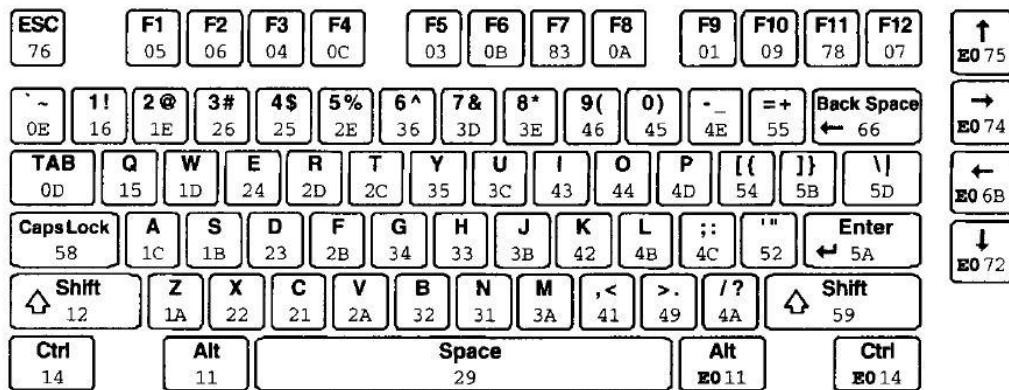 ESC F1 F2 F3 F4 F5 F6 F7 F8 F9 F10 F11 F12 ↑
76 05 06 04 0C 03 0B 83 0A 01 09 78 07 E0 75
` ~ 1! 2@ 3# 4$ 5% 6^ 7& 8* 9( 0) -_ =+ Back Space →
0E 16 1E 26 25 2E 36 3D 3E 46 45 4E 55 ← 66 E0 74
TAB Q W E R T Y U I O P [{ ]} \| ←
0D 15 1D 24 2D 2C 35 3C 43 44 4D 54 5B 5D E0 6B
Caps Lock A S D F G H J K L ;: '" Enter ↓
58 1C 1B 23 2B 34 33 3B 42 4B 4C 52 ↵ 5A E0 72
⇧ Shift Z X C V B N M ,< >. /? ⇧ Shift
12 1A 22 21 2A 32 31 3A 41 49 4A 59
Ctrl Alt Space Alt Ctrl
14 11 29 E0 11 E0 14